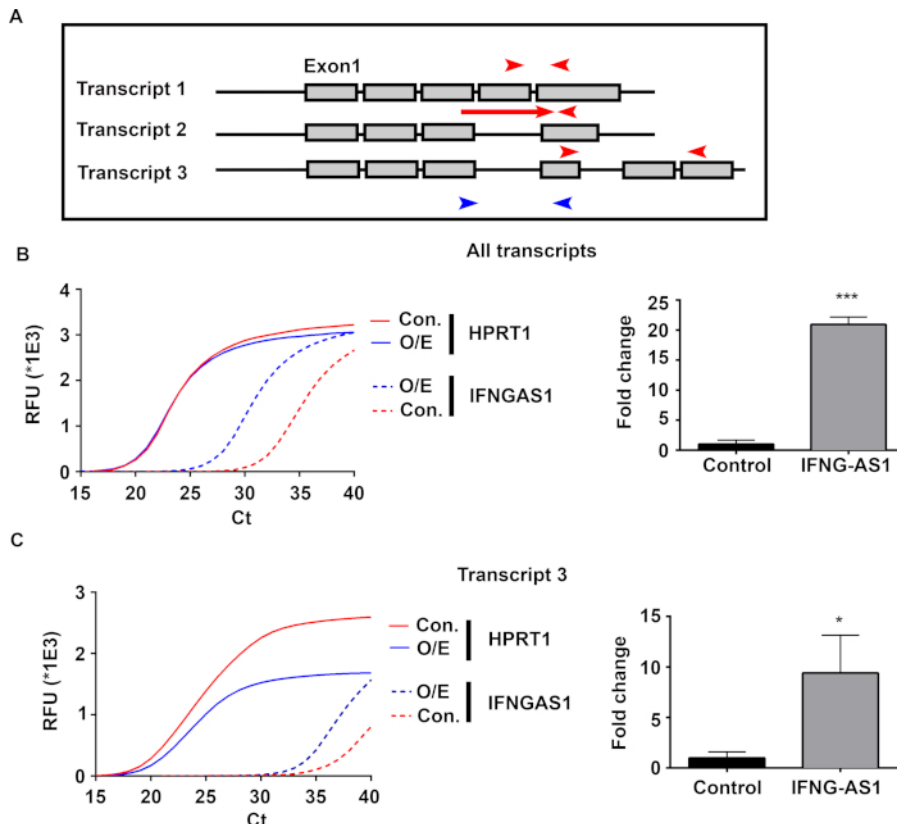 A
Exon1
Transcript 1
Transcript 2
Transcript 3
All transcripts
B
4
3
2
1
0
RFU (*1E3)
15 20 25 30 35 40
Ct
Con.
O/E
HPRT1
O/E
Con.
IFNGAS1
25
20
15
10
5
0
Fold change
***
Control IFNG-AS1
C
Transcript 3
3
2
1
0
RFU (*1E3)
15 20 25 30 35 40
Ct
Con.
O/E
HPRT1
O/E
Con.
IFNGAS1
15
10
5
0
Fold change
*
Control IFNG-AS1